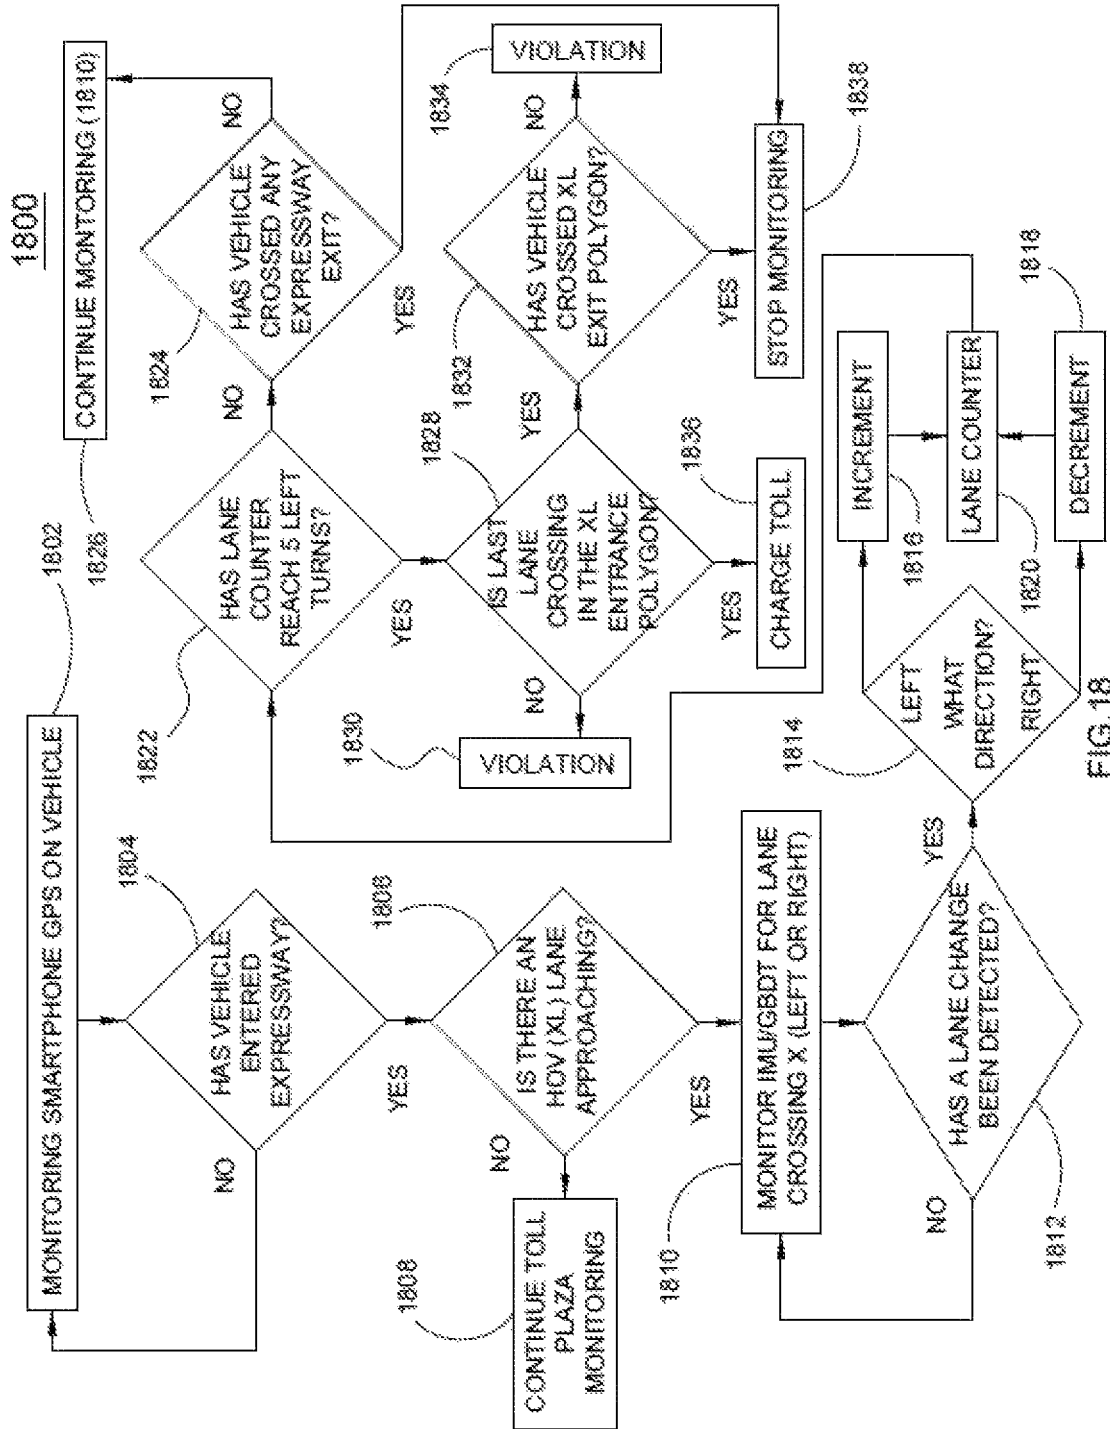 1800
MONITORING SMARTPHONE GPS ON VEHICLE
1802
HAS VEHICLE
ENTERED
EXPRESSWAY?
1804
NO
YES
IS THERE AN
HOV (XL) LANE
APPROACHING?
1806
NO
YES
CONTINUE TOLL
PLAZA
MONITORING
1808
MONITOR IMU/GBDT FOR LANE
CROSSING X (LEFT OR RIGHT)
1810
HAS A LANE CHANGE
BEEN DETECTED?
1812
NO
YES
LEFT
WHAT
DIRECTION?
RIGHT
1814
INCREMENT
1816
LANE COUNTER
1820
DECREMENT
1818
HAS LANE
COUNTER
REACH 5 LEFT
TURNS?
1822
NO
YES
HAS VEHICLE
CROSSED ANY
EXPRESSWAY
EXIT?
1824
NO
YES
CONTINUE MONTORING (1810)
1826
IS LAST
LANE
CROSSING
IN THE XL
ENTRANCE
POLYGON?
1828
NO
YES
YES
VIOLATION
1830
HAS VEHICLE
CROSSED XL
EXIT POLYGON?
1832
NO
YES
VIOLATION
1834
CHARGE TOLL
1836
STOP MONITORING
1838
FIG. 18